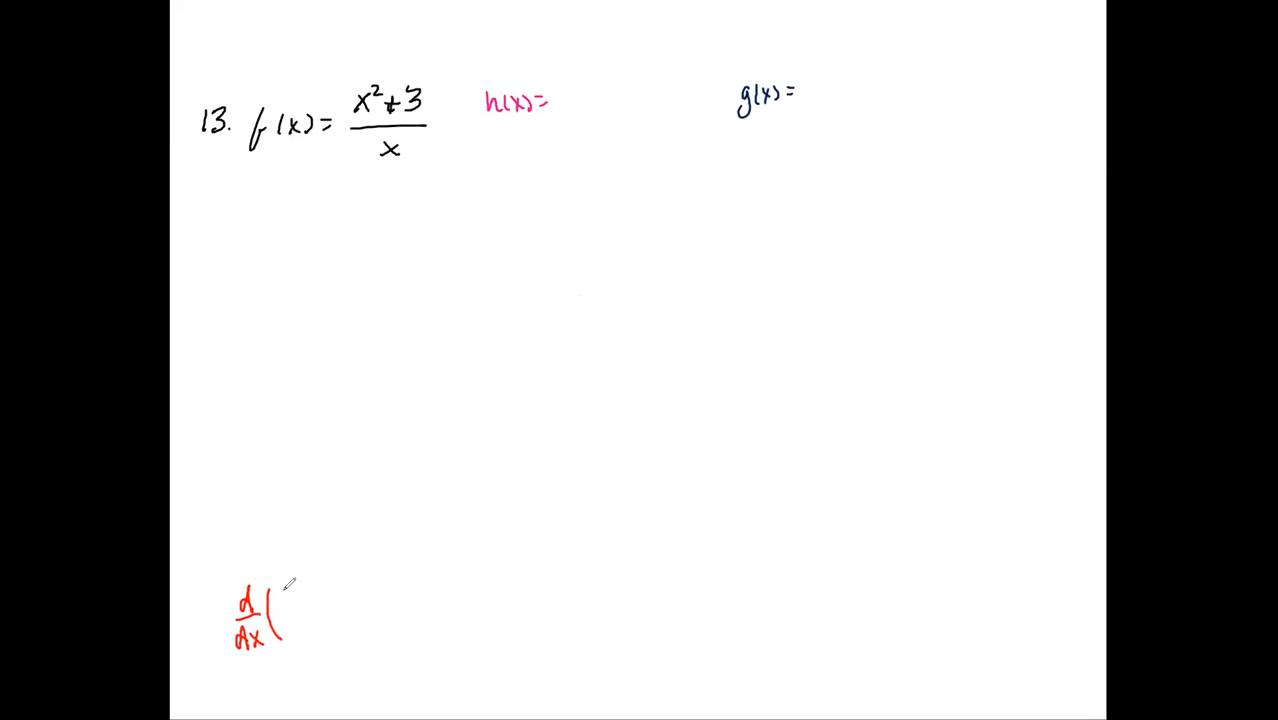 13. f(x) = (x²+3)/x h(x)= g(x)=
d/dx (